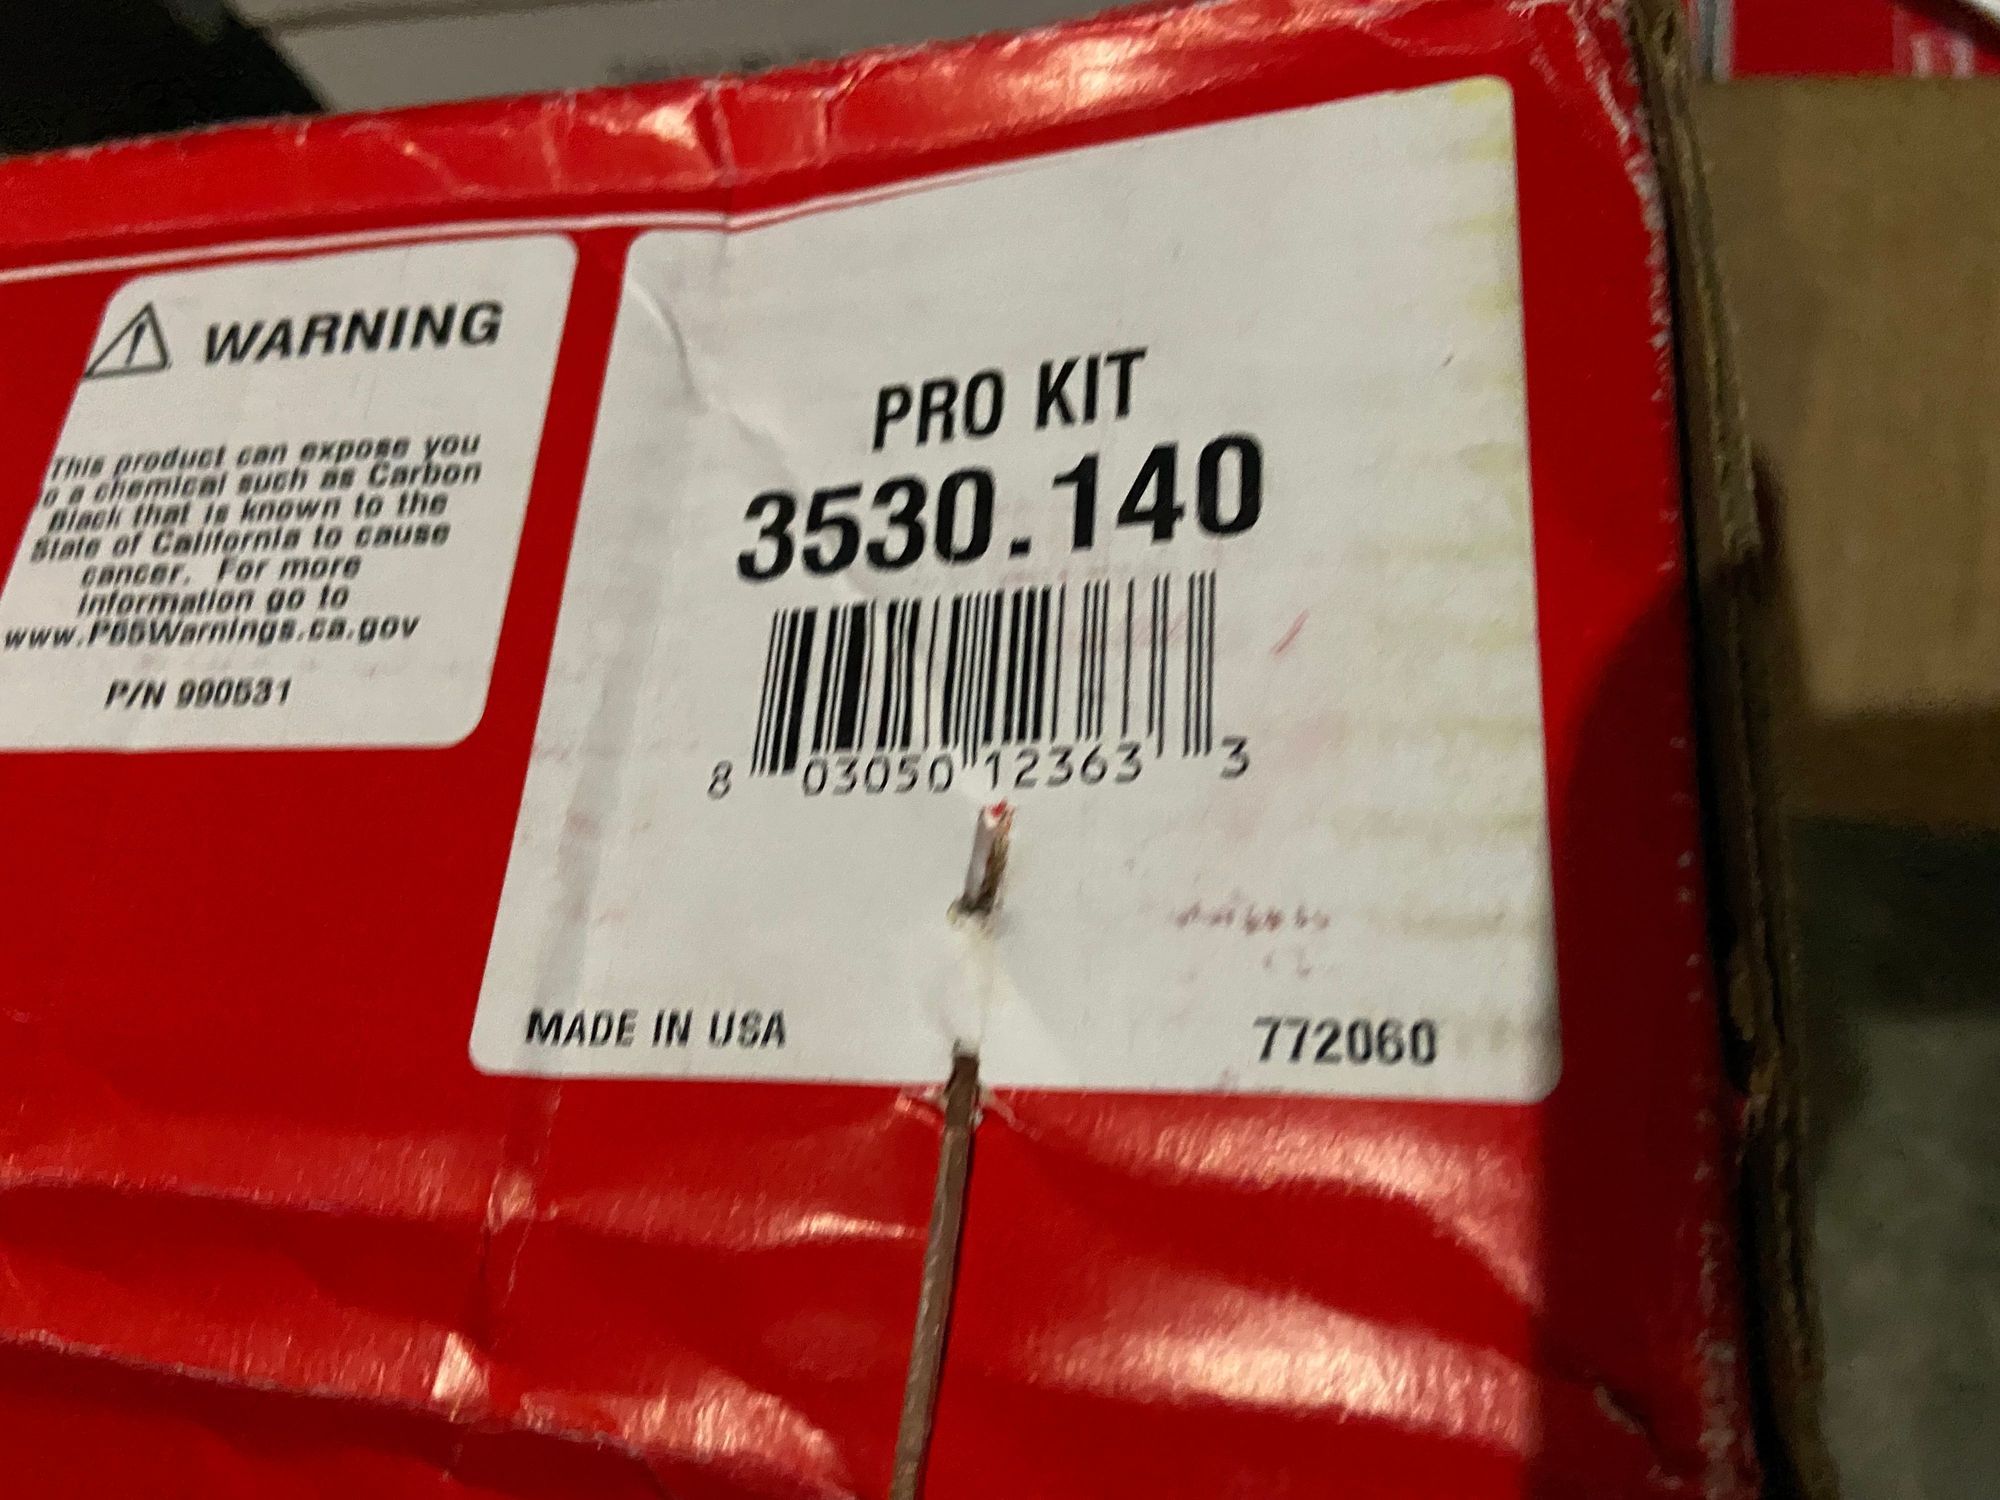 WARNING
This product can expose you
o a chemical such as Carbon
Black that is known to the
State of California to cause
cancer. For more
information go to
www.P65Warnings.ca.gov
P/N 990531
PRO KIT
3530.140
8 03050 12363 3
MADE IN USA
772060